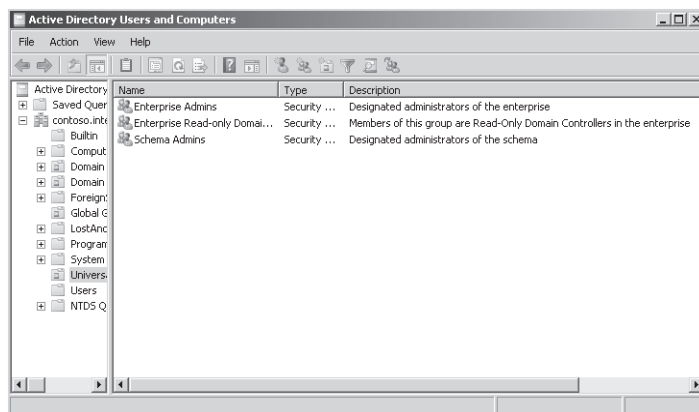 Active Directory Users and Computers
File Action View Help
Active Directory
Saved Quer
contoso.inte
Builtin
Comput
Domain
Domain
Foreign
Global G
LostAnd
Program
System
Univers
Users
NTDS Q
Name Type Description
Enterprise Admins Security ... Designated administrators of the enterprise
Enterprise Read-only Domai... Security ... Members of this group are Read-Only Domain Controllers in the enterprise
Schema Admins Security ... Designated administrators of the schema